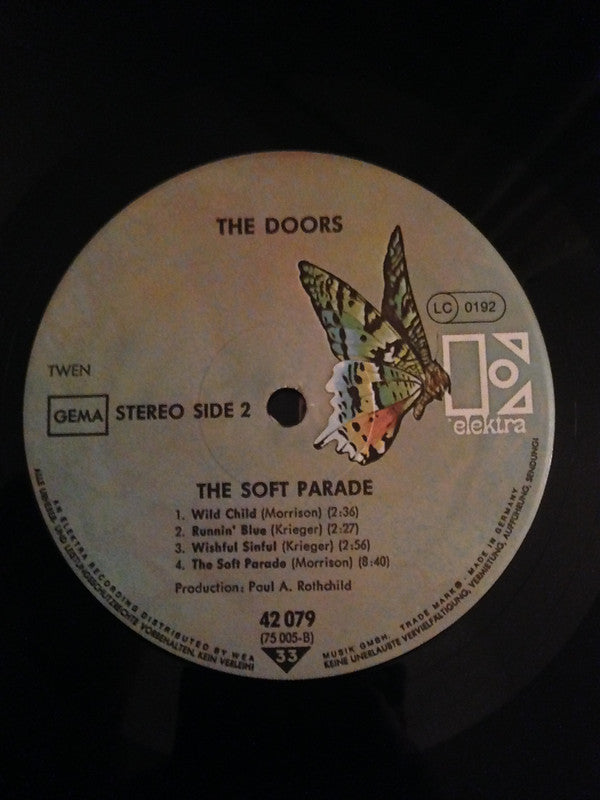 THE DOORS
LC 0192
elektra
TWEN
GEMA
STEREO SIDE 2
THE SOFT PARADE
1. Wild Child (Morrison) (2:36)
2. Runnin' Blue (Krieger) (2:27)
3. Wishful Sinful (Krieger) (2:56)
4. The Soft Parade (Morrison) (8:40)
Production: Paul A. Rothchild
42 079
(75 005-B)
33
AN ELEKTRA RECORDING DISTRIBUTED BY WEA MUSIK GMBH. TRADE MARK ® · MADE IN GERMANY
ALLE URHEBER- UND LEISTUNGSSCHUTZRECHTE VORBEHALTEN. KEIN VERLEIH! KEINE UNERLAUBTE VERVIELFÄLTIGUNG, VERMIETUNG, AUFFÜHRUNG, SENDUNG!